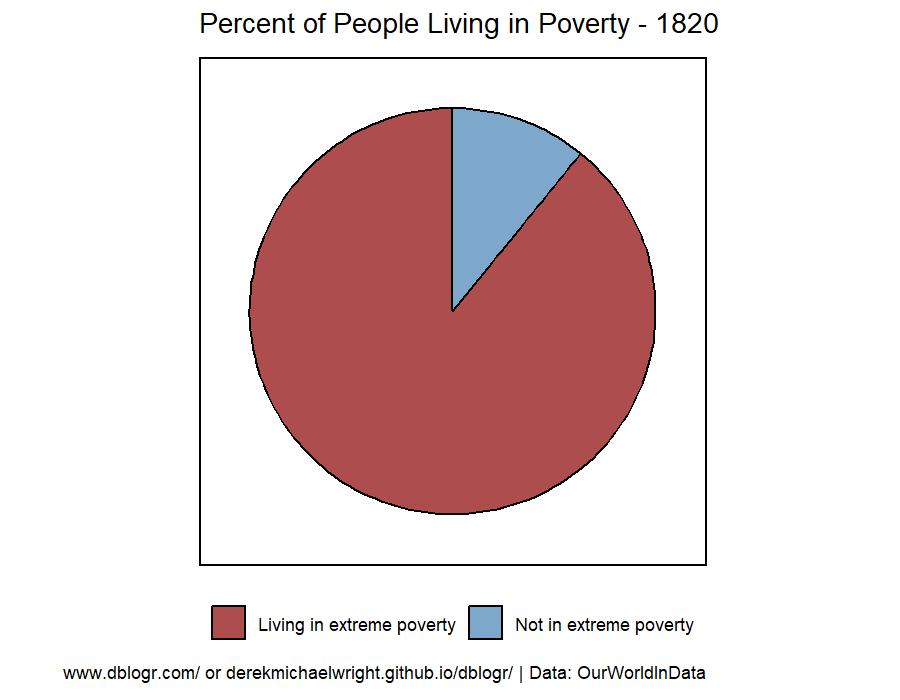 Percent of People Living in Poverty - 1820
Living in extreme poverty Not in extreme poverty
www.dblogr.com/ or derekmichaelwright.github.io/dblogr/ | Data: OurWorldInData